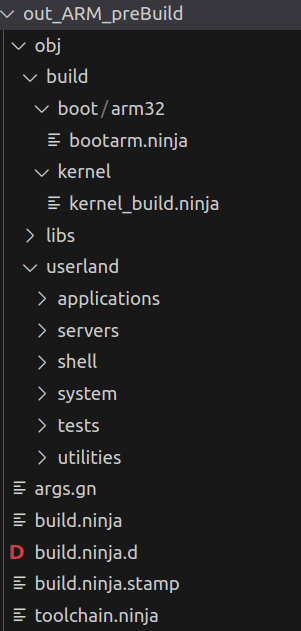 out_ARM_preBuild
obj
build
boot/arm32
bootarm.ninja
kernel
kernel_build.ninja
libs
userland
applications
servers
shell
system
tests
utilities
args.gn
build.ninja
D build.ninja.d
build.ninja.stamp
toolchain.ninja